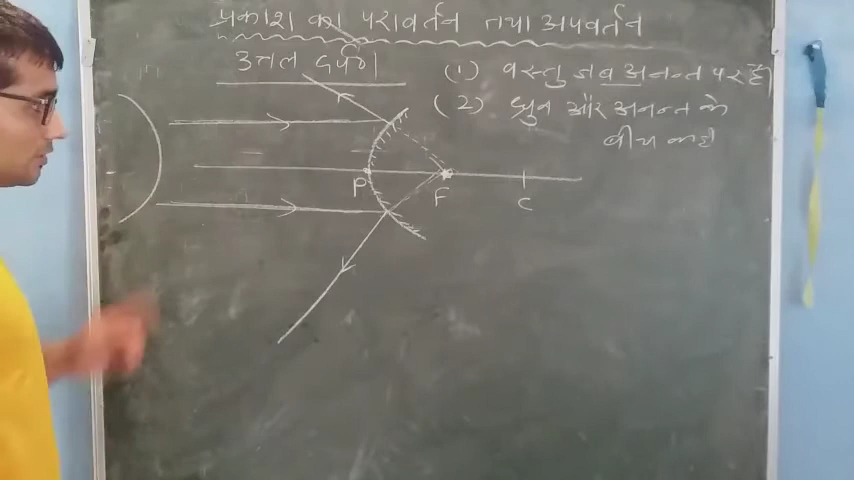 प्रकाश का परावर्तन तथा अपवर्तन
उत्तल दर्पण
(1) वस्तु जब अनन्त पर है।
(2) ध्रुव और अनन्त के
बीच कहीं
P
F
C